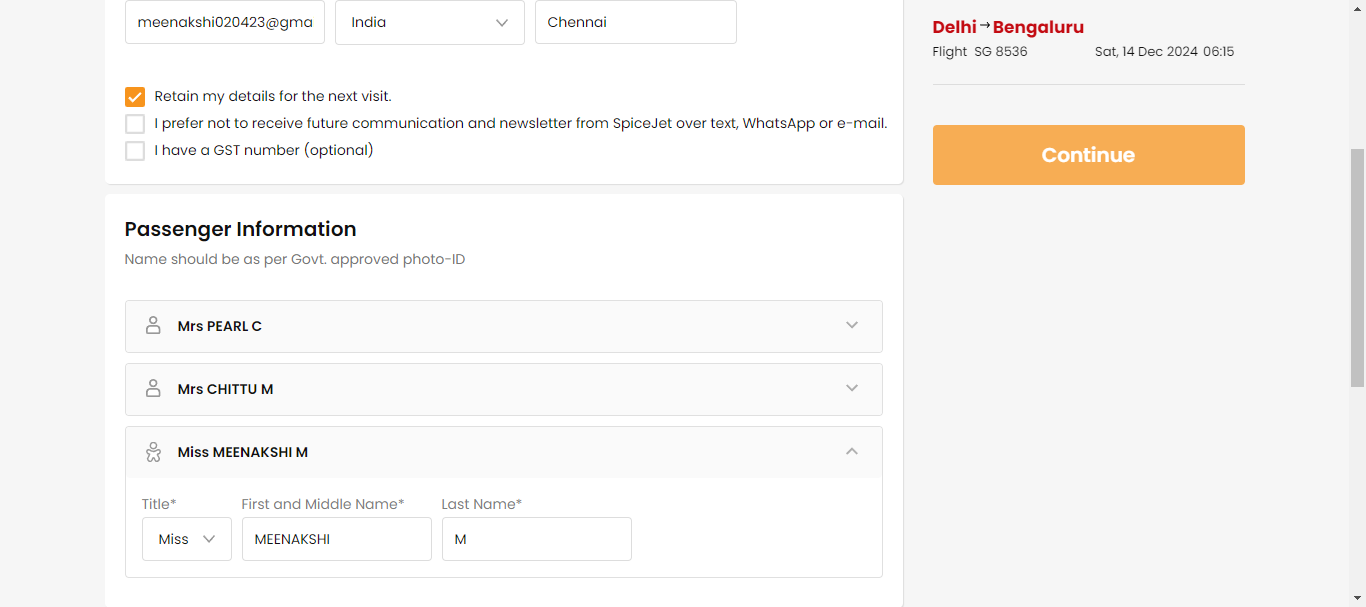 meenakshi020423@gma
India
Chennai
Retain my details for the next visit.
I prefer not to receive future communication and newsletter from SpiceJet over text, WhatsApp or e-mail.
I have a GST number (optional)
Passenger Information
Name should be as per Govt. approved photo-ID
Mrs PEARL C
Mrs CHITTU M
Miss MEENAKSHI M
Title* First and Middle Name* Last Name*
Miss MEENAKSHI M
Delhi → Bengaluru
Flight SG 8536 Sat, 14 Dec 2024 06:15
Continue